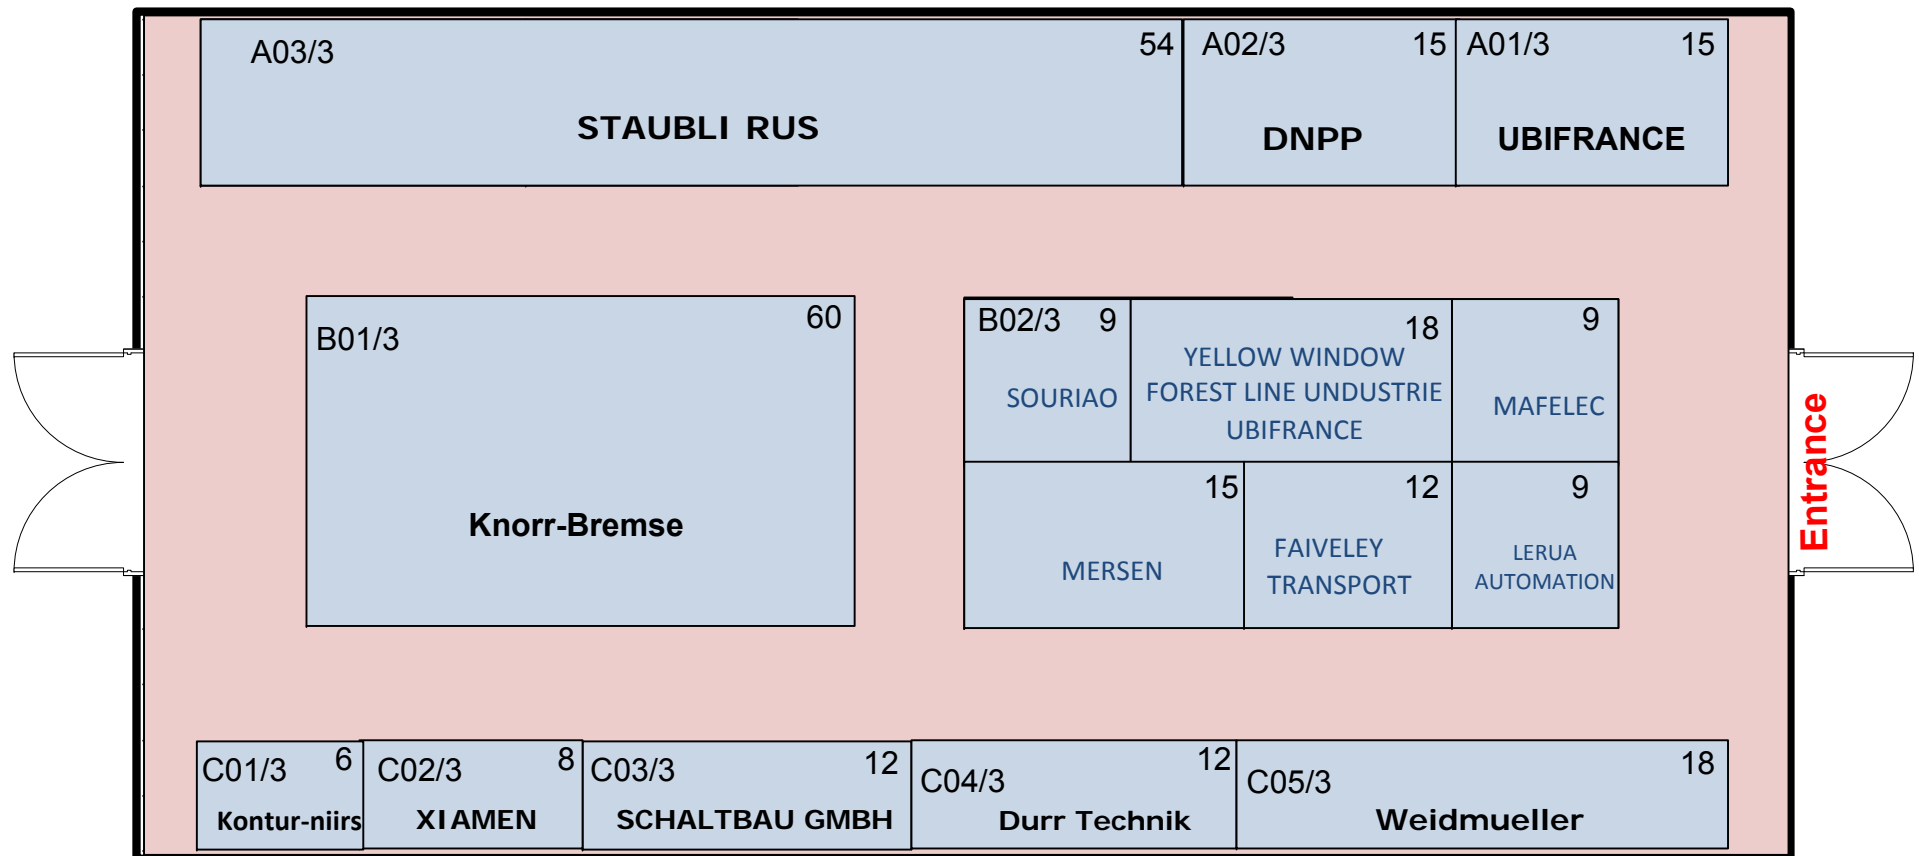 A03/3 54
STAUBLI RUS
A02/3 15
DNPP
A01/3 15
UBIFRANCE
B01/3 60
Knorr-Bremse
B02/3 9
SOURIAO
18
YELLOW WINDOW
FOREST LINE UNDUSTRIE
UBIFRANCE
9
MAFELEC
15
MERSEN
12
FAIVELEY
TRANSPORT
9
LERUA
AUTOMATION
Entrance
C01/3 6
Kontur-niirs
C02/3 8
XIAMEN
C03/3 12
SCHALTBAU GMBH
C04/3 12
Durr Technik
C05/3 18
Weidmueller